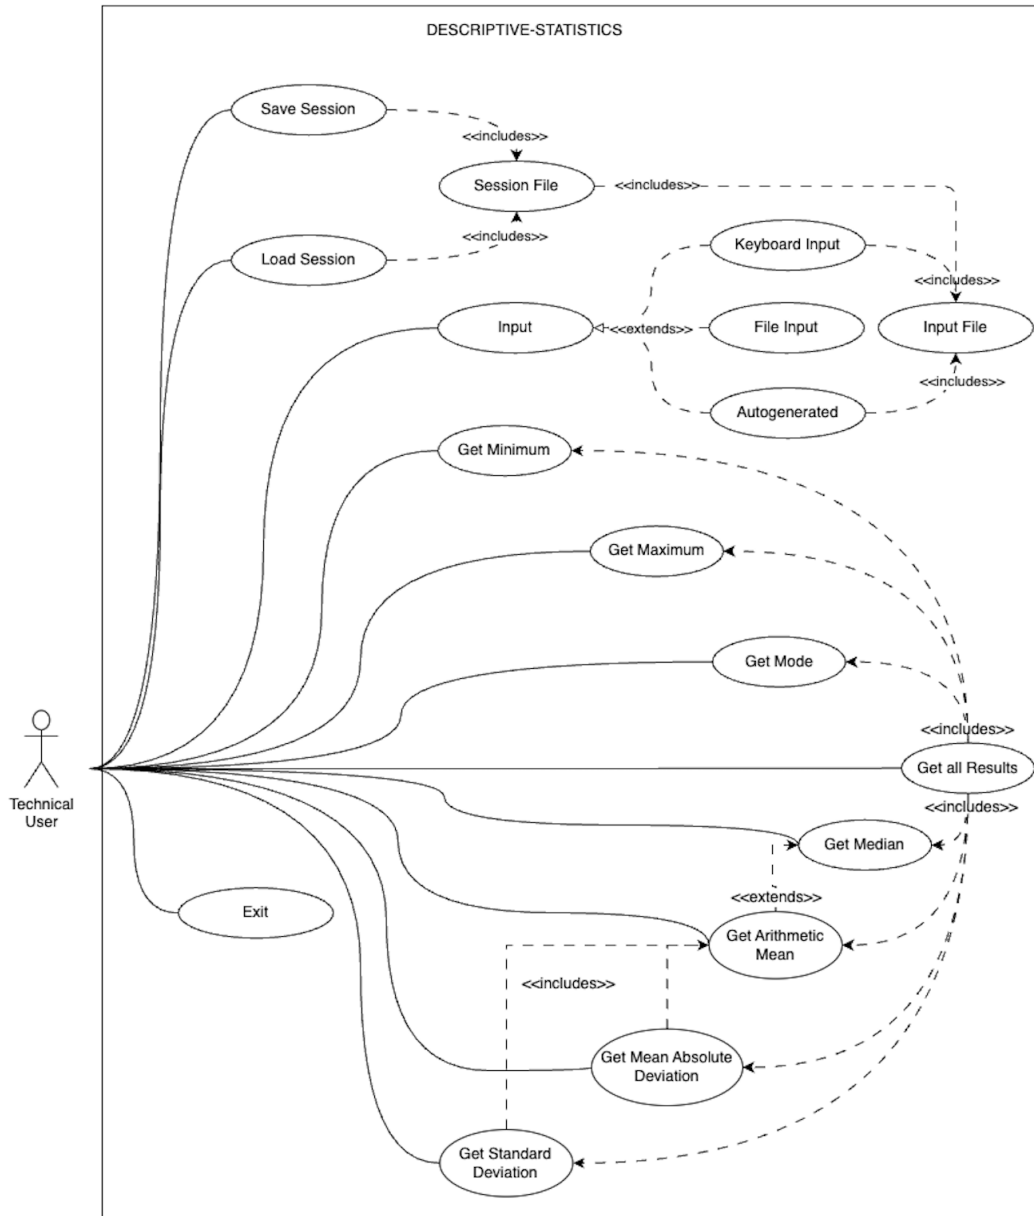 DESCRIPTIVE-STATISTICS
Save Session
<<includes>>
Session File
<<includes>>
<<includes>>
Load Session
Keyboard Input
<<includes>>
Input
<<extends>>
File Input
Input File
<<includes>>
Autogenerated
Get Minimum
Get Maximum
Get Mode
<<includes>>
Get all Results
<<includes>>
Technical
User
Get Median
<<extends>>
Exit
Get Arithmetic
Mean
<<includes>>
Get Mean Absolute
Deviation
Get Standard
Deviation